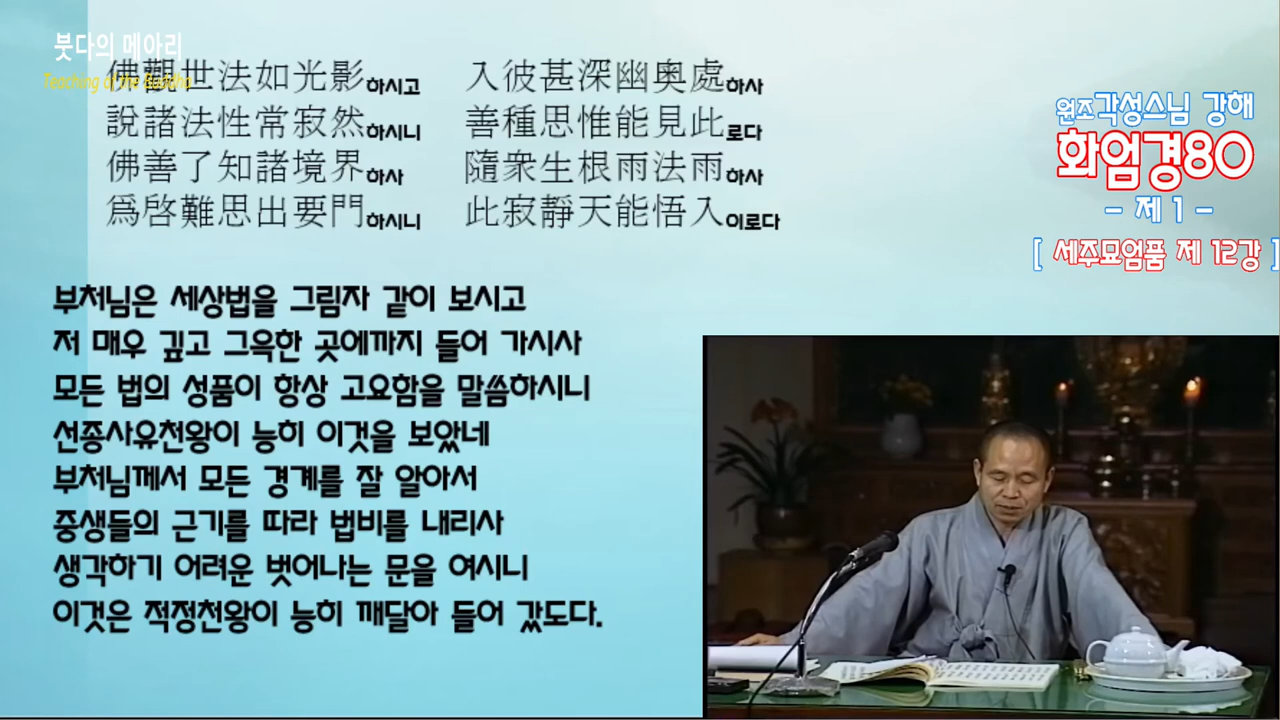 붓다의 메아리
Teaching of the Buddha
佛觀世法如光影하시고 入彼甚深幽奧處하사
說諸法性常寂然하시니 善種思惟能見此로다
佛善了知諸境界하사 隨衆生根雨法雨하사
爲啓難思出要門하시니 此寂靜天能悟入이로다
원조각성스님 강해
화엄경80
- 제 1 -
[ 세주묘엄품 제 12강 ]
부처님은 세상법을 그림자 같이 보시고
저 매우 깊고 그윽한 곳에까지 들어 가시사
모든 법의 성품이 항상 고요함을 말씀하시니
선종사유천왕이 능히 이것을 보았네
부처님께서 모든 경계를 잘 알아서
중생들의 근기를 따라 법비를 내리사
생각하기 어려운 벗어나는 문을 여시니
이것은 적정천왕이 능히 깨달아 들어 갔도다.